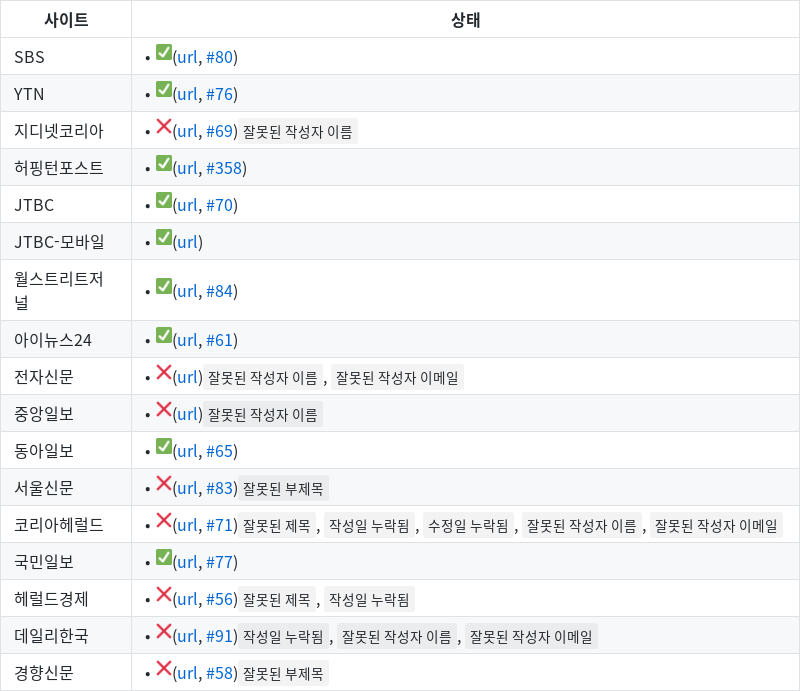 사이트 상태
SBS • ✅(url, #80)
YTN • ✅(url, #76)
지디넷코리아 • ❌(url, #69) 잘못된 작성자 이름
허핑턴포스트 • ✅(url, #358)
JTBC • ✅(url, #70)
JTBC-모바일 • ✅(url)
월스트리트저
널 • ✅(url, #84)
아이뉴스24 • ✅(url, #61)
전자신문 • ❌(url) 잘못된 작성자 이름 , 잘못된 작성자 이메일
중앙일보 • ❌(url) 잘못된 작성자 이름
동아일보 • ✅(url, #65)
서울신문 • ❌(url, #83) 잘못된 부제목
코리아헤럴드 • ❌(url, #71) 잘못된 제목 , 작성일 누락됨 , 수정일 누락됨 , 잘못된 작성자 이름 , 잘못된 작성자 이메일
국민일보 • ✅(url, #77)
헤럴드경제 • ❌(url, #56) 잘못된 제목 , 작성일 누락됨
데일리한국 • ❌(url, #91) 작성일 누락됨 , 잘못된 작성자 이름 , 잘못된 작성자 이메일
경향신문 • ❌(url, #58) 잘못된 부제목